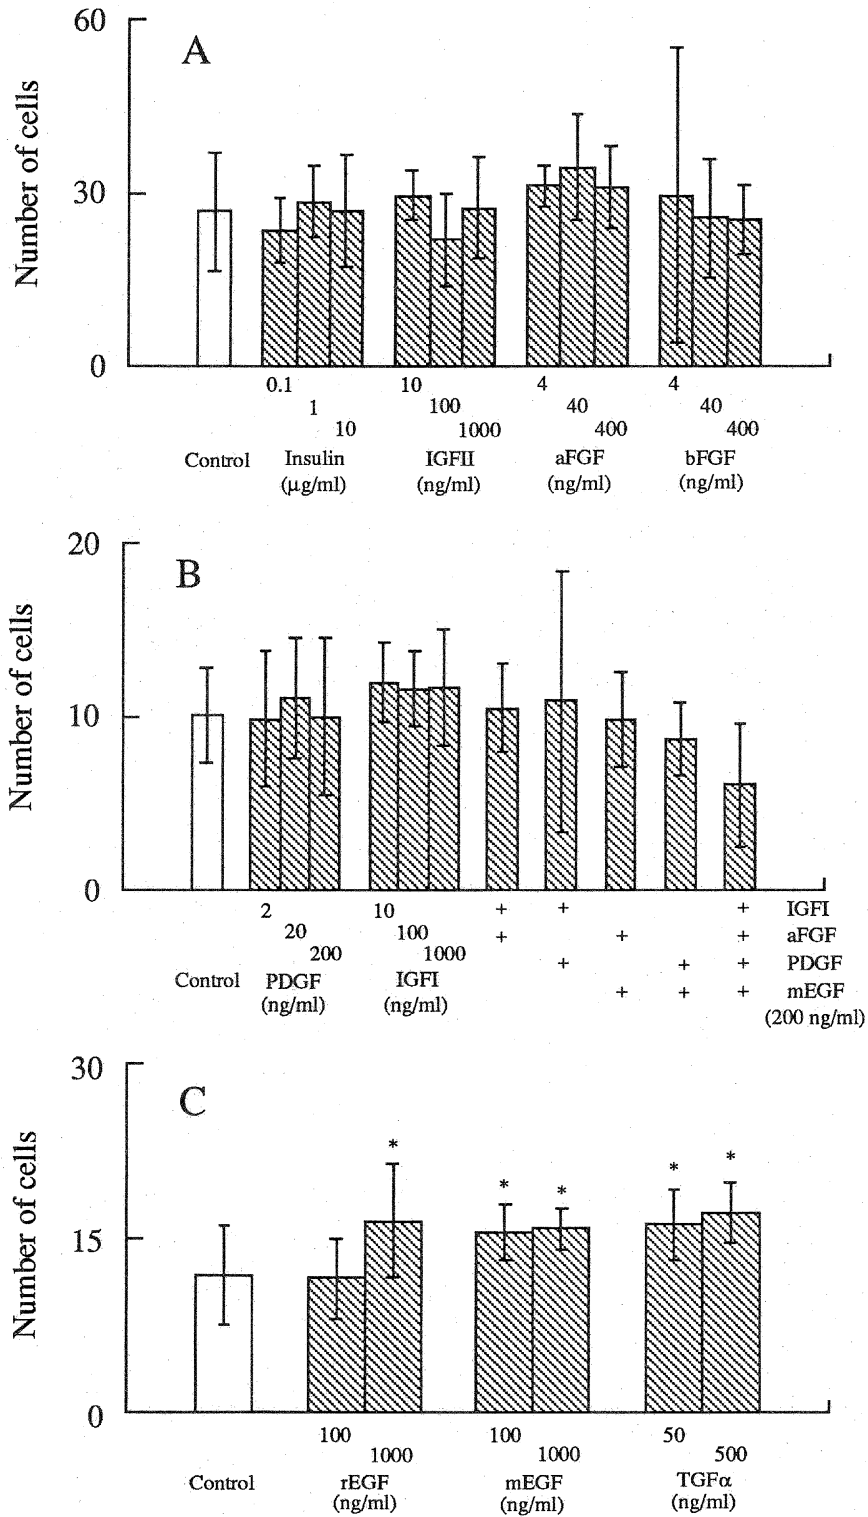 60
A
Number of cells
30
0
0.1 10 4 4
1 100 40 40
10 1000 400 400
Control Insulin IGFII aFGF bFGF
(μg/ml) (ng/ml) (ng/ml) (ng/ml)
20
B
Number of cells
10
0
2 10 + + + IGFI
20 100 + + + aFGF
200 1000
Control PDGF IGFI + + + PDGF
(ng/ml) (ng/ml) + + + mEGF
(200 ng/ml)
30
C
* * * * *
Number of cells
15
0
100 100 50
1000 1000 500
Control rEGF mEGF TGFα
(ng/ml) (ng/ml) (ng/ml)